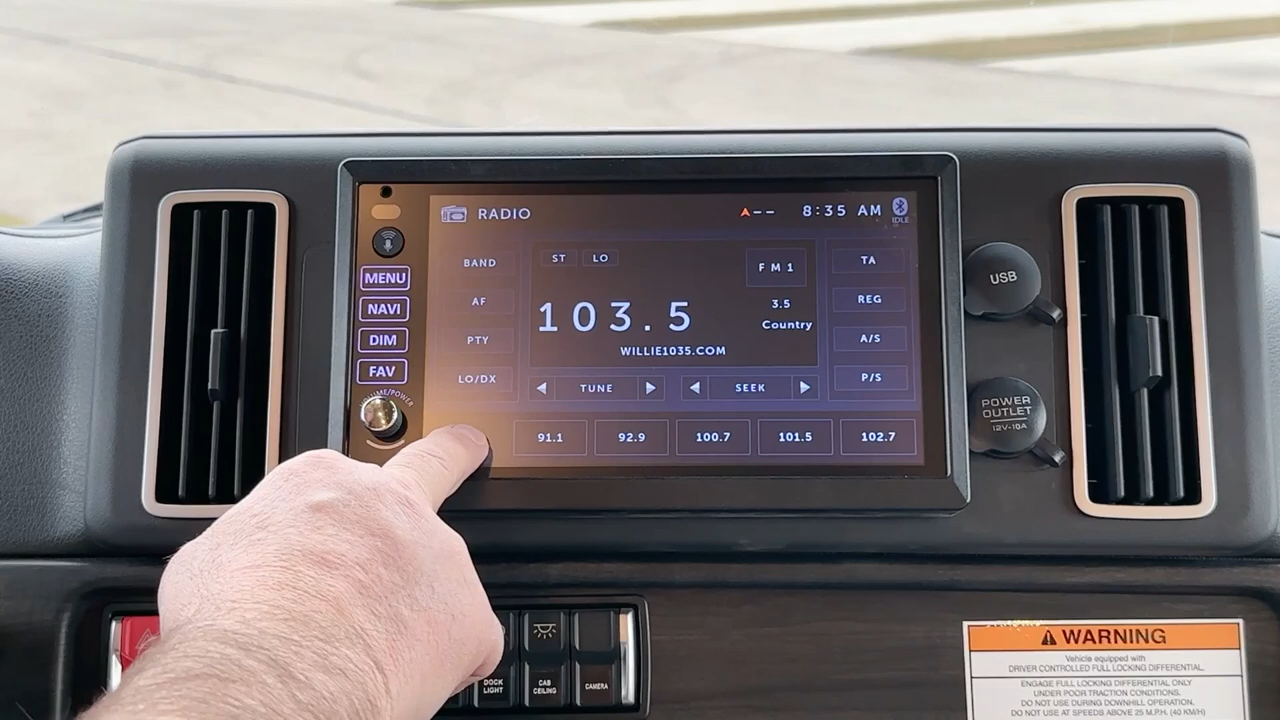 RADIO
8:35 AM
IDLE
MENU
NAVI
DIM
FAV
VOLUME/POWER
BAND
AF
PTY
LO/DX
ST
LO
FM1
103.5
3.5
Country
WILLIE1035.COM
TUNE
SEEK
TA
REG
A/S
P/S
91.1
92.9
100.7
101.5
102.7
USB
POWER
OUTLET
12V-10A
DOCK
LIGHT
CAB
CEILING
CAMERA
WARNING
Vehicle equipped with
DRIVER CONTROLLED FULL LOCKING DIFFERENTIAL.
ENGAGE FULL LOCKING DIFFERENTIAL ONLY
UNDER POOR TRACTION CONDITIONS.
DO NOT USE DURING DOWNHILL OPERATION.
DO NOT USE AT SPEEDS ABOVE 25 M.P.H. (40 KM/H)